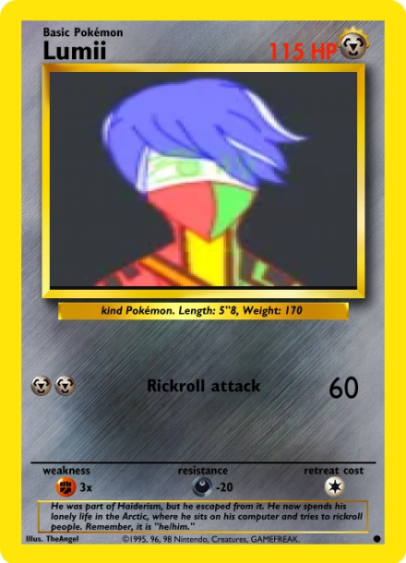 Basic Pokémon
Lumii
115 HP
kind Pokémon. Length: 5"8, Weight: 170
Rickroll attack 60
weakness resistance retreat cost
3x -20
He was part of Haiderism, but he escaped from it. He now spends his
lonely life in the Arctic, where he sits on his computer and tries to rickroll
people. Remember, it is "he/him."
Illus. TheAngel ©1995, 96, 98 Nintendo, Creatures, GAMEFREAK.